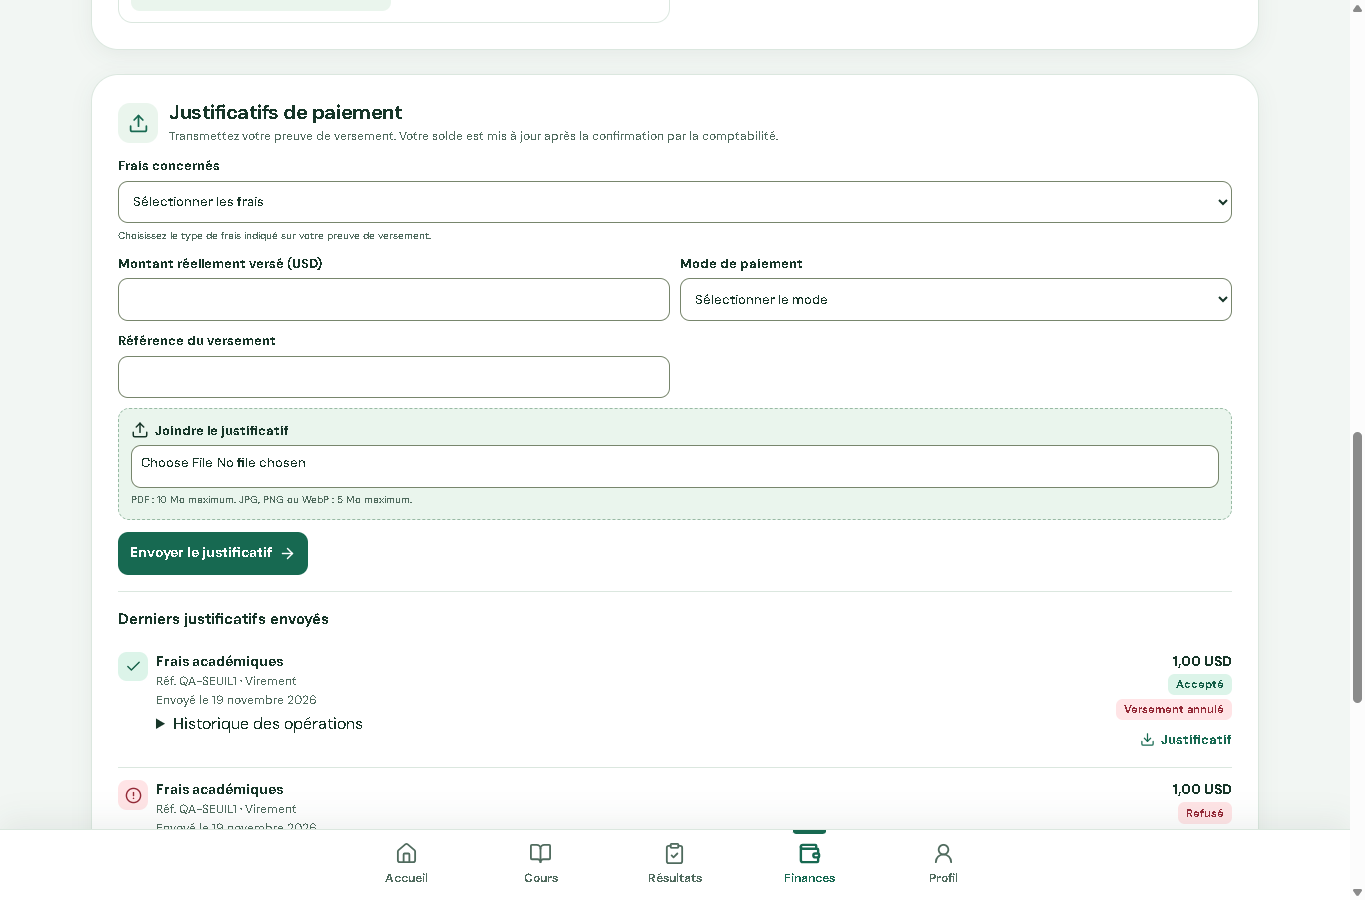 Justificatifs de paiement
Transmettez votre preuve de versement. Votre solde est mis à jour après la confirmation par la comptabilité.
Frais concernés
Sélectionner les frais
Choisissez le type de frais indiqué sur votre preuve de versement.
Montant réellement versé (USD)
Mode de paiement
Sélectionner le mode
Référence du versement
Joindre le justificatif
Choose File No file chosen
PDF : 10 Mo maximum. JPG, PNG ou WebP : 5 Mo maximum.
Envoyer le justificatif →
Derniers justificatifs envoyés
Frais académiques
1,00 USD
Réf. QA-SEUIL1 · Virement
Accepté
Envoyé le 19 novembre 2026
Versement annulé
Historique des opérations
Justificatif
Frais académiques
1,00 USD
Réf. QA-SEUIL1 · Virement
Refusé
Envoyé le 19 novembre 2026
Accueil
Cours
Résultats
Finances
Profil